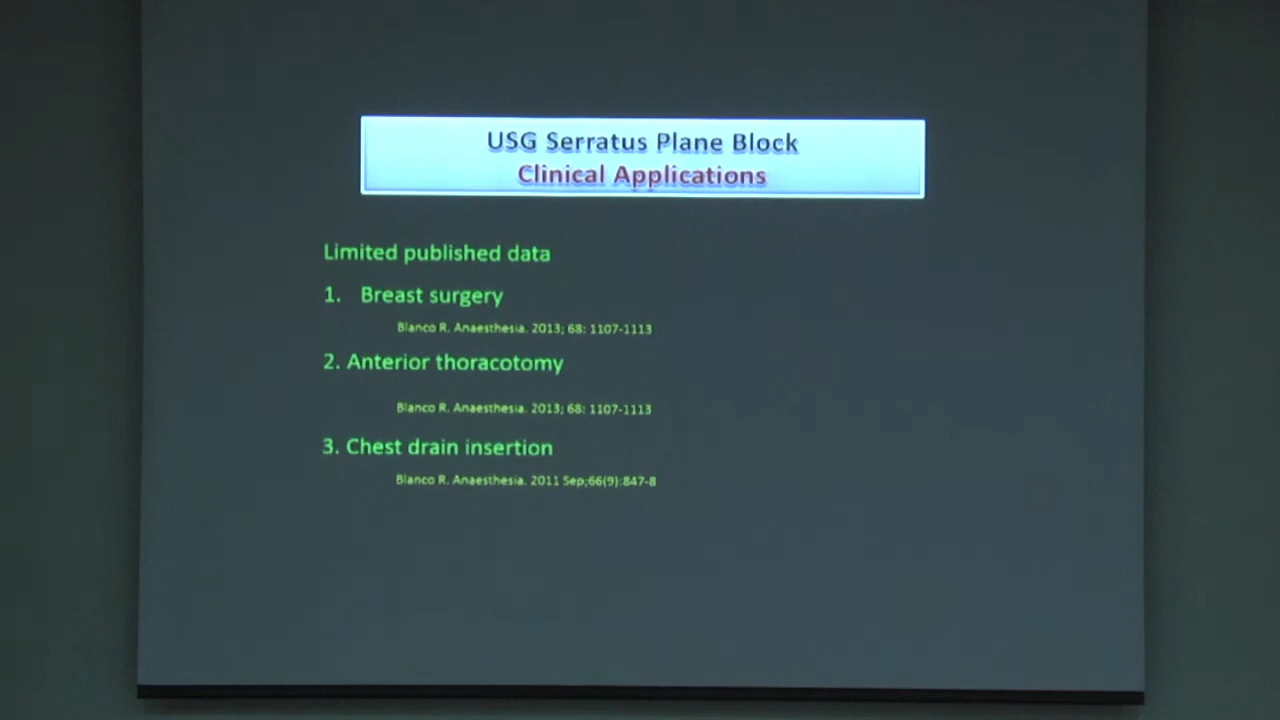 USG Serratus Plane Block
Clinical Applications
Limited published data
1. Breast surgery
Blanco R. Anaesthesia. 2013; 68: 1107-1113
2. Anterior thoracotomy
Blanco R. Anaesthesia. 2013; 68: 1107-1113
3. Chest drain insertion
Blanco R. Anaesthesia. 2011 Sep;66(9):847-8